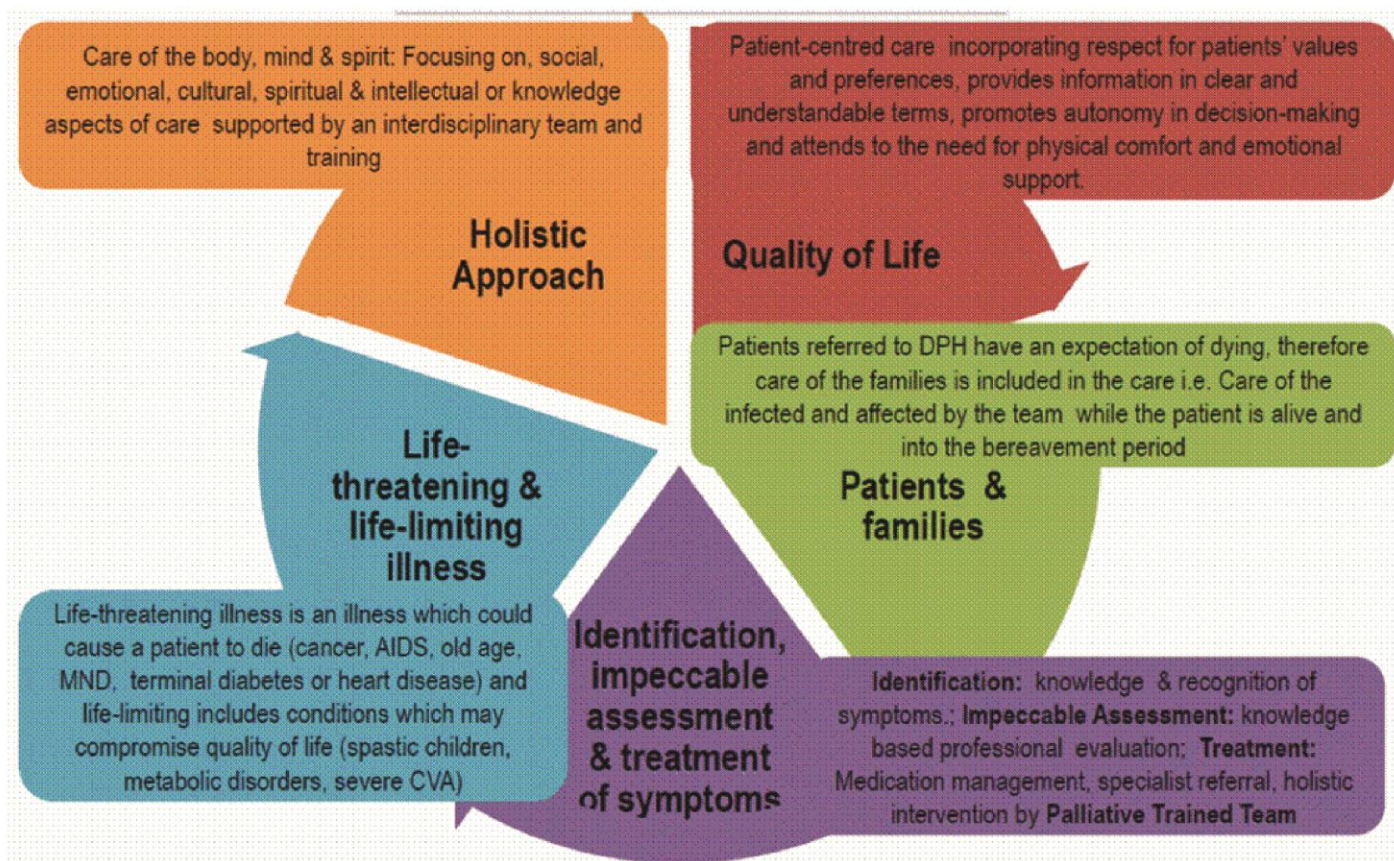 Care of the body, mind & spirit: Focusing on, social,
emotional, cultural, spiritual & intellectual or knowledge
aspects of care supported by an interdisciplinary team and
training
Holistic
Approach
Patient-centred care incorporating respect for patients' values
and preferences, provides information in clear and
understandable terms, promotes autonomy in decision-making
and attends to the need for physical comfort and emotional
support.
Quality of Life
Patients referred to DPH have an expectation of dying, therefore
care of the families is included in the care i.e. Care of the
infected and affected by the team while the patient is alive and
into the bereavement period
Patients &
families
Identification: knowledge & recognition of
symptoms.; Impeccable Assessment: knowledge
based professional evaluation; Treatment:
Medication management, specialist referral, holistic
intervention by Palliative Trained Team
Identification,
impeccable
assessment
& treatment
of symptoms
Life-
threatening &
life-limiting
illness
Life-threatening illness is an illness which could
cause a patient to die (cancer, AIDS, old age,
MND, terminal diabetes or heart disease) and
life-limiting includes conditions which may
compromise quality of life (spastic children,
metabolic disorders, severe CVA)